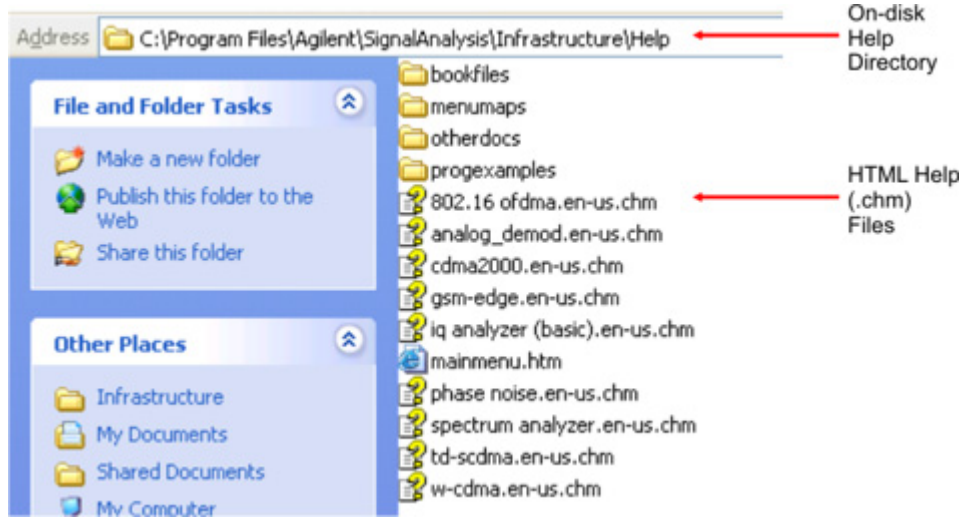 Address C:\Program Files\Agilent\SignalAnalysis\Infrastructure\Help
On-disk
Help
Directory
File and Folder Tasks
Make a new folder
Publish this folder to the
Web
Share this folder
Other Places
Infrastructure
My Documents
Shared Documents
My Computer
bookfiles
menumaps
otherdocs
progexamples
802.16 ofdma.en-us.chm
analog_demod.en-us.chm
cdma2000.en-us.chm
gsm-edge.en-us.chm
iq analyzer (basic).en-us.chm
mainmenu.htm
phase noise.en-us.chm
spectrum analyzer.en-us.chm
td-scdma.en-us.chm
w-cdma.en-us.chm
HTML Help
(.chm)
Files